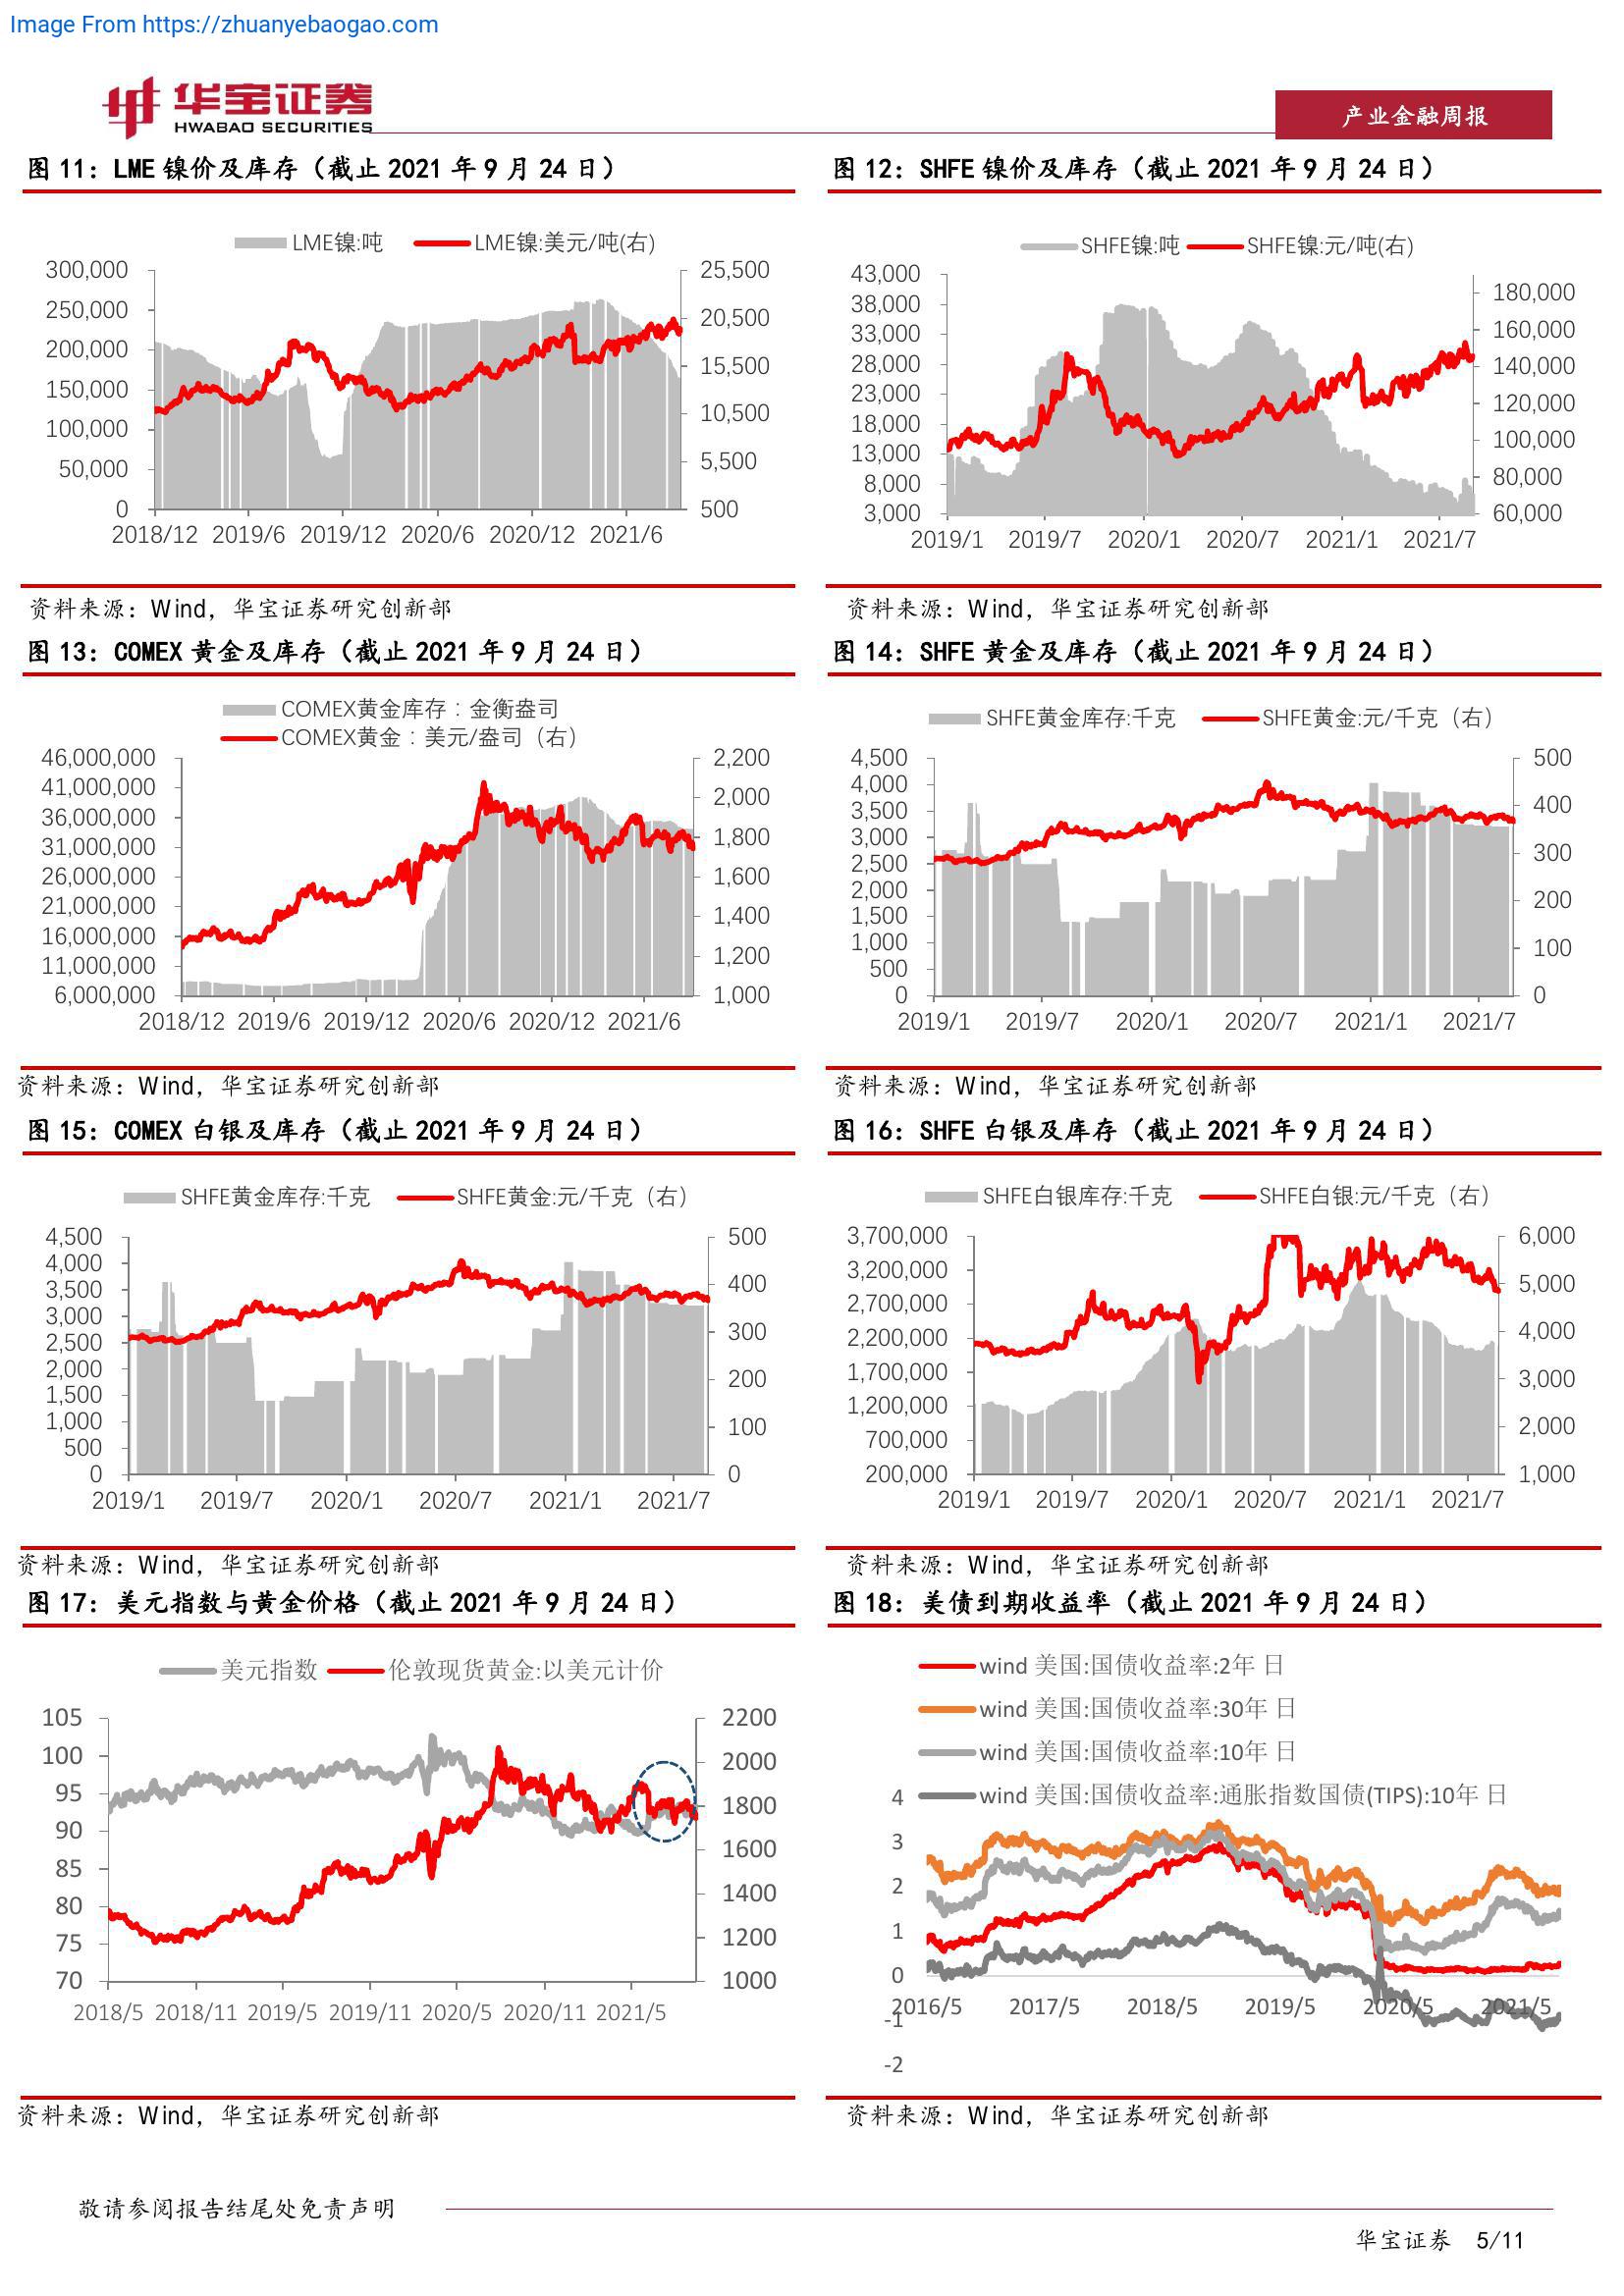 Image From https://zhuanyebaogao.com
华宝证券
HWABAO SECURITIES
产业金融周报
图 11：LME 镍价及库存（截止 2021 年 9 月 24 日）
LME镍:吨 LME镍:美元/吨(右)
300,000
250,000
200,000
150,000
100,000
50,000
0
25,500
20,500
15,500
10,500
5,500
500
2018/12 2019/6 2019/12 2020/6 2020/12 2021/6
资料来源：Wind，华宝证券研究创新部
图 12：SHFE 镍价及库存（截止 2021 年 9 月 24 日）
SHFE镍:吨 SHFE镍:元/吨(右)
43,000
38,000
33,000
28,000
23,000
18,000
13,000
8,000
3,000
180,000
160,000
140,000
120,000
100,000
80,000
60,000
2019/1 2019/7 2020/1 2020/7 2021/1 2021/7
资料来源：Wind，华宝证券研究创新部
图 13：COMEX 黄金及库存（截止 2021 年 9 月 24 日）
COMEX黄金库存：金衡盎司
COMEX黄金：美元/盎司（右）
46,000,000
41,000,000
36,000,000
31,000,000
26,000,000
21,000,000
16,000,000
11,000,000
6,000,000
2,200
2,000
1,800
1,600
1,400
1,200
1,000
2018/12 2019/6 2019/12 2020/6 2020/12 2021/6
资料来源：Wind，华宝证券研究创新部
图 14：SHFE 黄金及库存（截止 2021 年 9 月 24 日）
SHFE黄金库存:千克 SHFE黄金:元/千克（右）
4,500
4,000
3,500
3,000
2,500
2,000
1,500
1,000
500
0
500
400
300
200
100
0
2019/1 2019/7 2020/1 2020/7 2021/1 2021/7
资料来源：Wind，华宝证券研究创新部
图 15：COMEX 白银及库存（截止 2021 年 9 月 24 日）
SHFE黄金库存:千克 SHFE黄金:元/千克（右）
4,500
4,000
3,500
3,000
2,500
2,000
1,500
1,000
500
0
500
400
300
200
100
0
2019/1 2019/7 2020/1 2020/7 2021/1 2021/7
资料来源：Wind，华宝证券研究创新部
图 16：SHFE 白银及库存（截止 2021 年 9 月 24 日）
SHFE白银库存:千克 SHFE白银:元/千克（右）
3,700,000
3,200,000
2,700,000
2,200,000
1,700,000
1,200,000
700,000
200,000
6,000
5,000
4,000
3,000
2,000
1,000
2019/1 2019/7 2020/1 2020/7 2021/1 2021/7
资料来源：Wind，华宝证券研究创新部
图 17：美元指数与黄金价格（截止 2021 年 9 月 24 日）
美元指数 伦敦现货黄金:以美元计价
105
100
95
90
85
80
75
70
2200
2000
1800
1600
1400
1200
1000
2018/5 2018/11 2019/5 2019/11 2020/5 2020/11 2021/5
资料来源：Wind，华宝证券研究创新部
图 18：美债到期收益率（截止 2021 年 9 月 24 日）
wind 美国:国债收益率:2年 日
wind 美国:国债收益率:30年 日
wind 美国:国债收益率:10年 日
wind 美国:国债收益率:通胀指数国债(TIPS):10年 日
4
3
2
1
0
-1
-2
2016/5 2017/5 2018/5 2019/5 2020/5 2021/5
资料来源：Wind，华宝证券研究创新部
敬请参阅报告结尾处免责声明
华宝证券 5/11